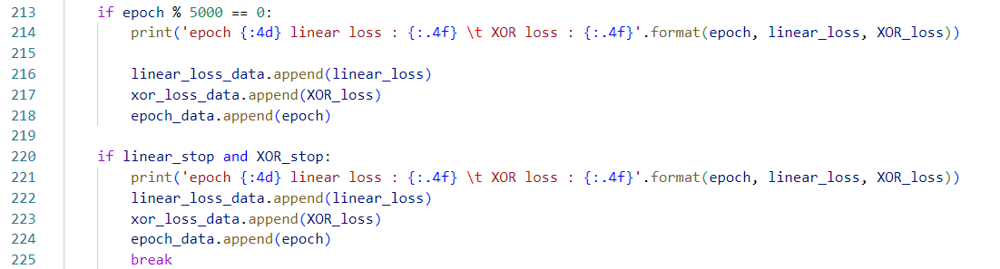 213 if epoch % 5000 == 0:
214 print('epoch {:4d} linear loss : {:.4f} \t XOR loss : {:.4f}'.format(epoch, linear_loss, XOR_loss))
215
216 linear_loss_data.append(linear_loss)
217 xor_loss_data.append(XOR_loss)
218 epoch_data.append(epoch)
219
220 if linear_stop and XOR_stop:
221 print('epoch {:4d} linear loss : {:.4f} \t XOR loss : {:.4f}'.format(epoch, linear_loss, XOR_loss))
222 linear_loss_data.append(linear_loss)
223 xor_loss_data.append(XOR_loss)
224 epoch_data.append(epoch)
225 break